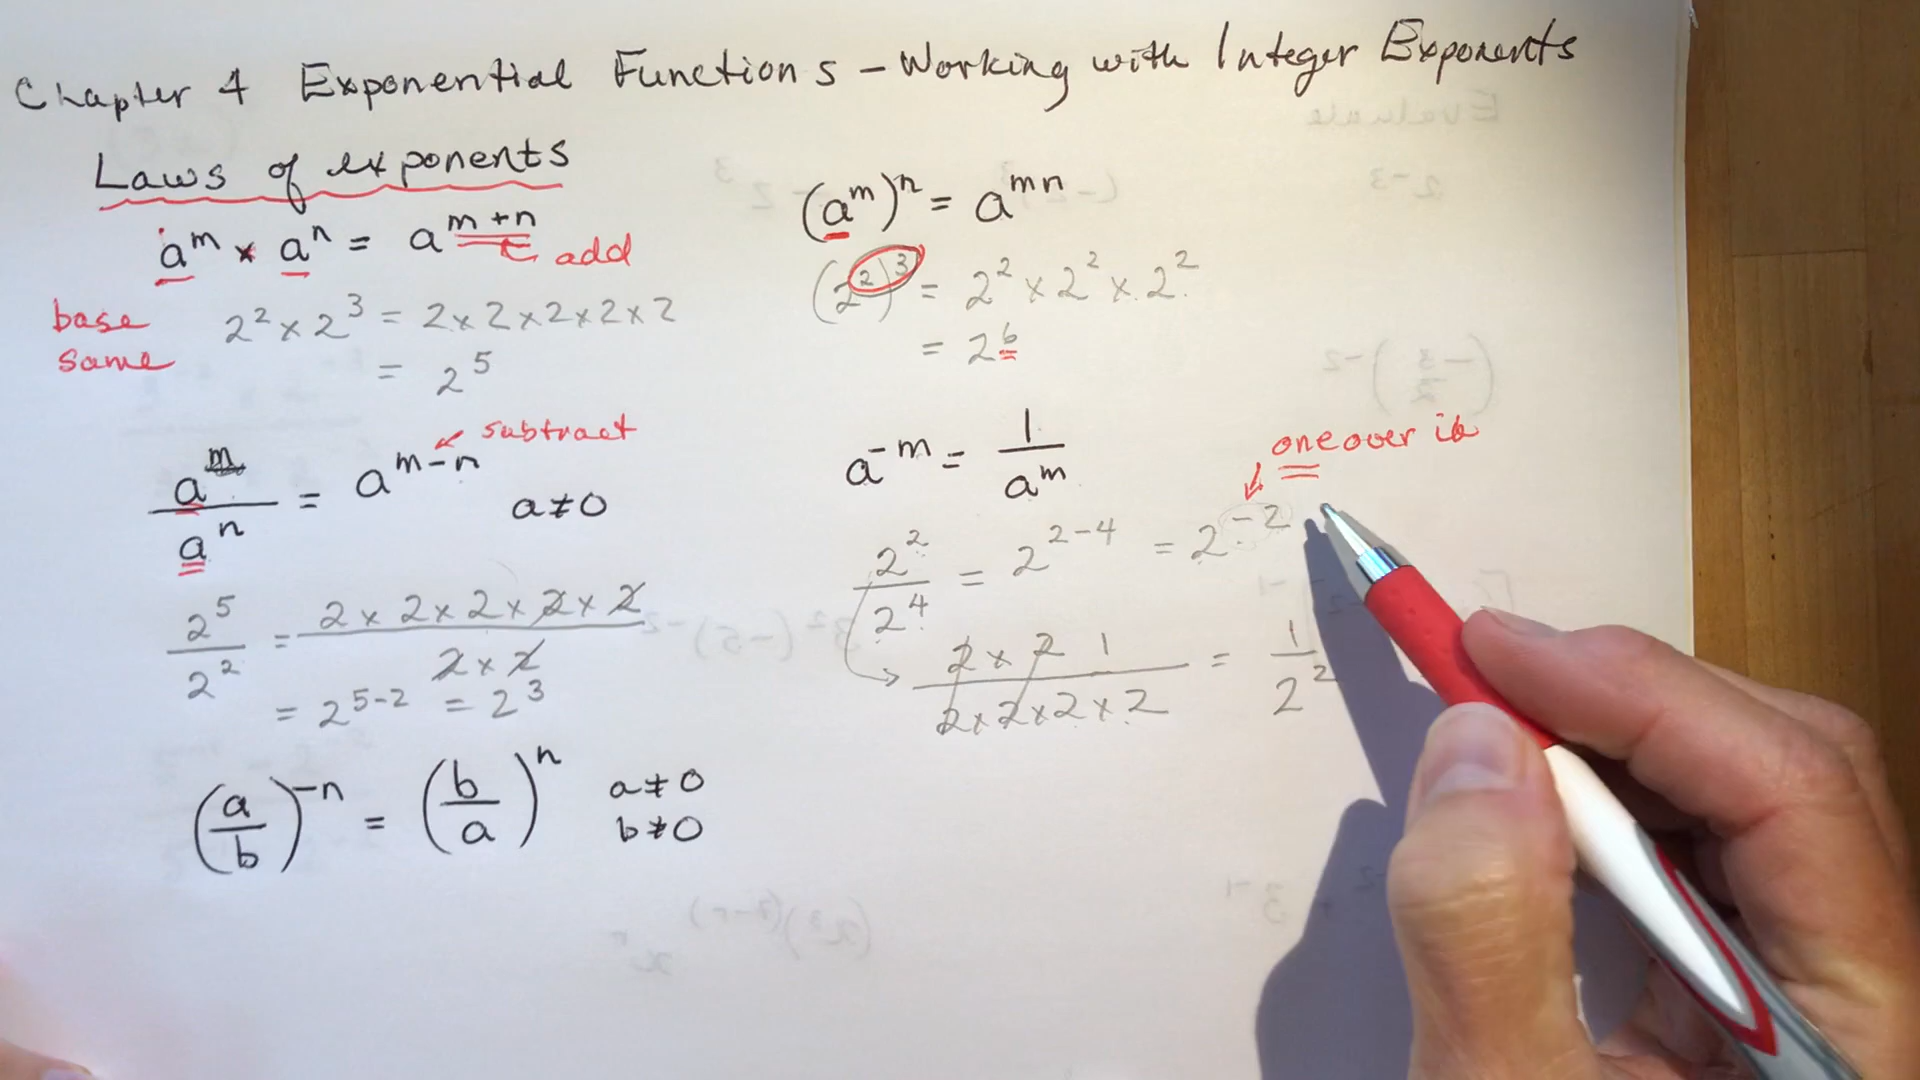 Chapter 4 Exponential Functions - Working with Integer Exponents
Laws of exponents
a^m × a^n = a^(m+n) add
base same
2^2 × 2^3 = 2×2×2×2×2
= 2^5
a^m/a^n = a^(m-n) subtract
a≠0
2^5/2^2 = (2×2×2×2×2)/(2×2)
= 2^(5-2) = 2^3
(a/b)^(-n) = (b/a)^n a≠0 b≠0
(a^m)^n = a^(mn)
(2^2)^3 = 2^2 × 2^2 × 2^2
= 2^6
a^(-m) = 1/a^m
one over it
2^2/2^4 = 2^(2-4) = 2^(-2)
(2×2 1)/(2×2×2×2) = 1/2^2
Evaluate
2^(-3)